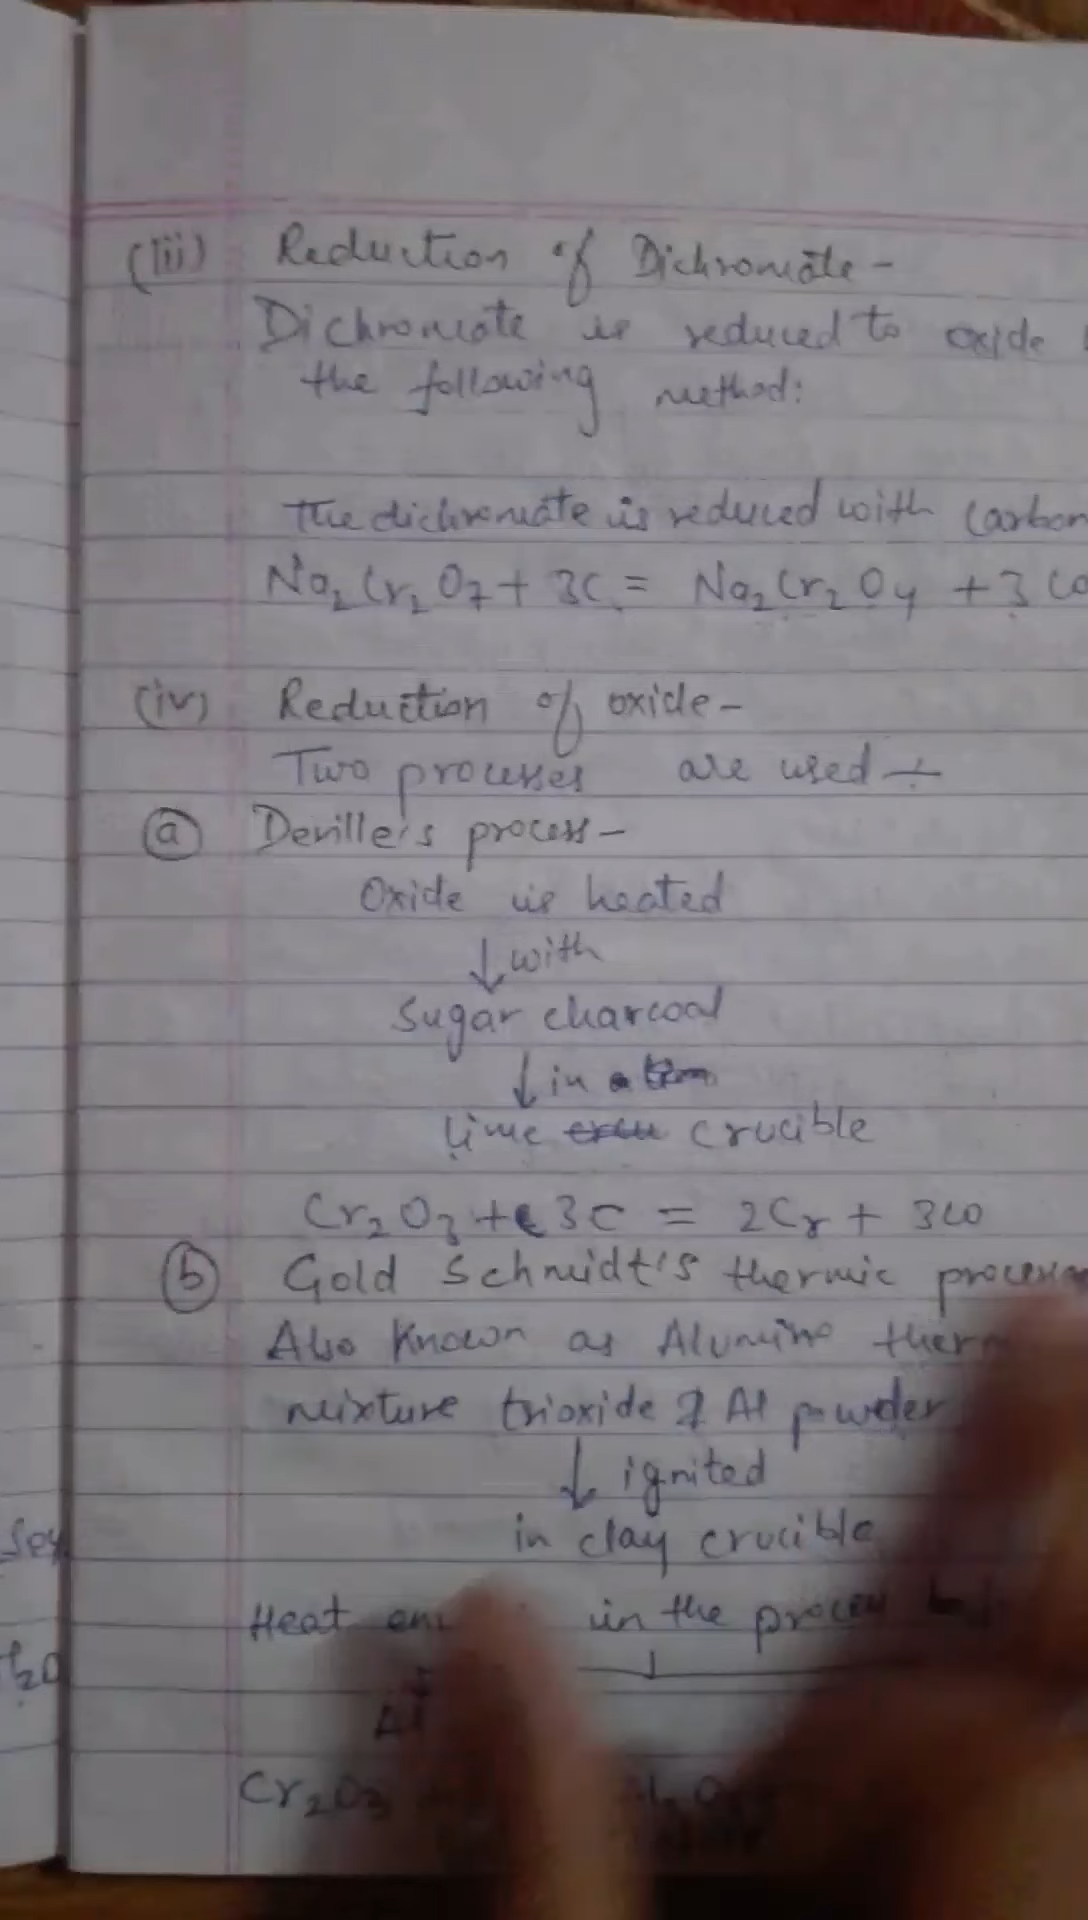 (iii) Reduction of Dichromate -
Dichromate is reduced to oxide
the following method:
The dichromate is reduced with Carbon
Na₂Cr₂O₇ + 3C = Na₂Cr₂O₄ + 3CO
(iv) Reduction of oxide -
Two processes are used ÷
(a) Deville's process -
Oxide is heated
↓ with
Sugar charcoal
↓ in a
lime crucible
Cr₂O₃ + 3C = 2Cr + 3CO
(b) Gold Schmidt's thermic process
Also Known as Alumino
mixture trioxide & Al powder
↓ ignited
in clay crucible
Heat in the process
Cr₂O₃